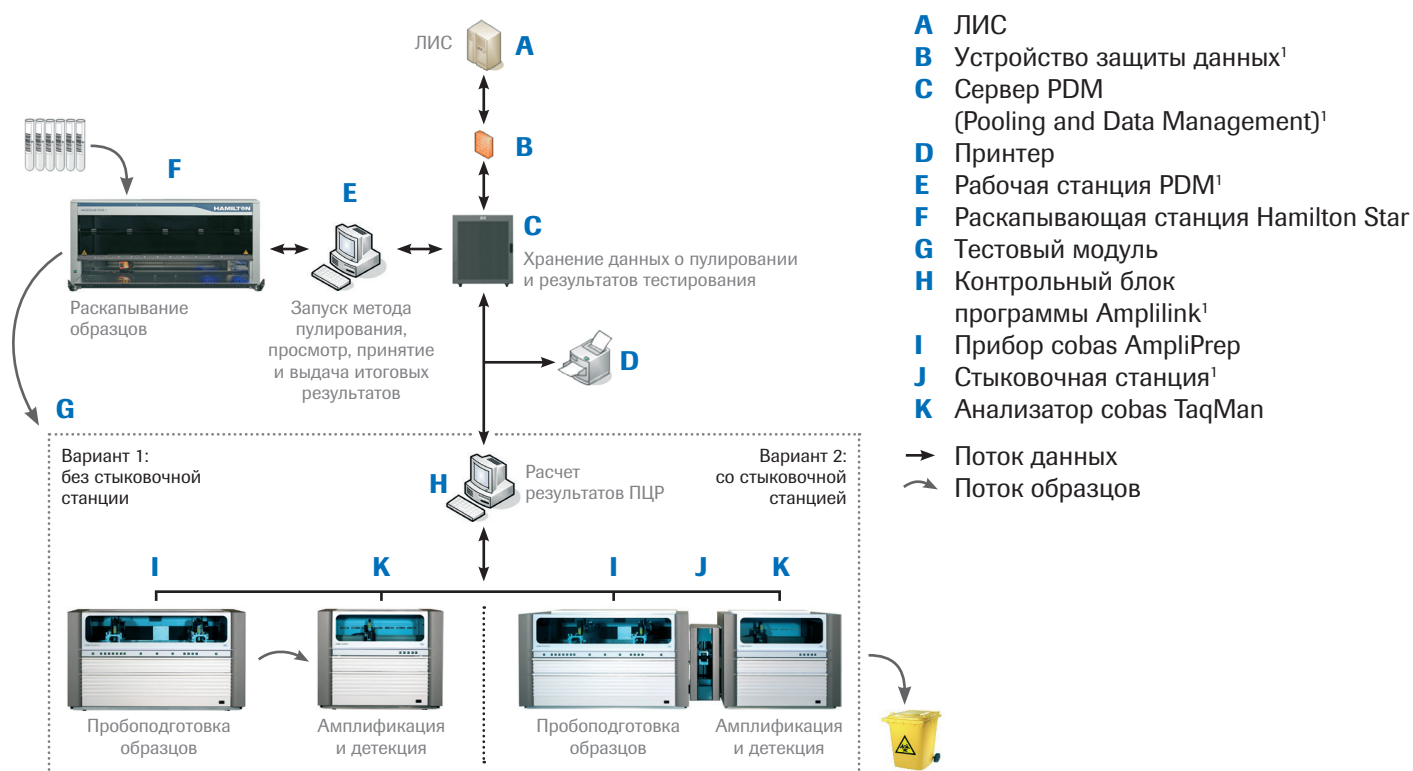 ЛИС
A
B
F
E
HAMILTON
C
Хранение данных о пулировании
и результатов тестирования
Раскапывание
образцов
Запуск метода
пулирования,
просмотр, принятие
и выдача итоговых
результатов
D
G
Вариант 1:
без стыковочной
станции
H
Расчет
результатов ПЦР
Вариант 2:
со стыковочной
станцией
I
K
I
J
K
Пробоподготовка
образцов
Амплификация
и детекция
Пробоподготовка
образцов
Амплификация
и детекция
A ЛИС
B Устройство защиты данных¹
C Сервер PDM
(Pooling and Data Management)¹
D Принтер
E Рабочая станция PDM¹
F Раскапывающая станция Hamilton Star
G Тестовый модуль
H Контрольный блок
программы Amplilink¹
I Прибор cobas AmpliPrep
J Стыковочная станция¹
K Анализатор cobas TaqMan
Поток данных
Поток образцов